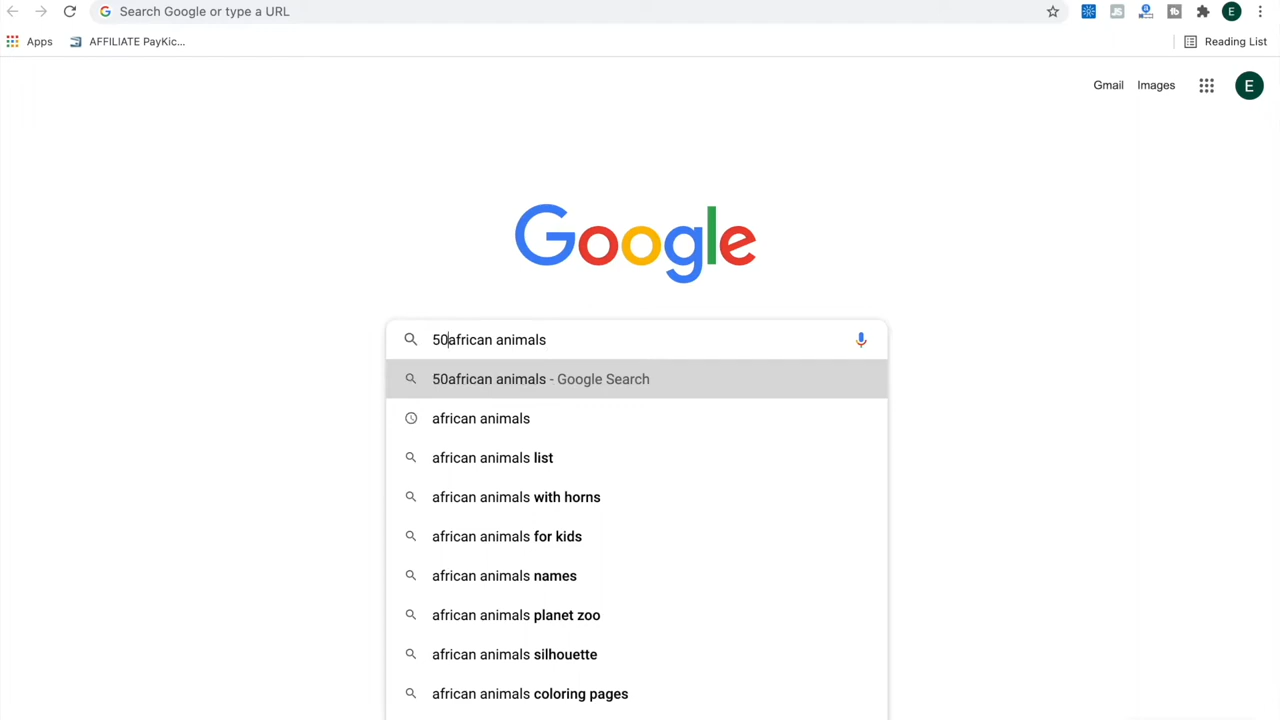 Search Google or type a URL
E
Apps
AFFILIATE PayKic...
Reading List
Gmail
Images
E
Google
50african animals
50african animals - Google Search
african animals
african animals list
african animals with horns
african animals for kids
african animals names
african animals planet zoo
african animals silhouette
african animals coloring pages